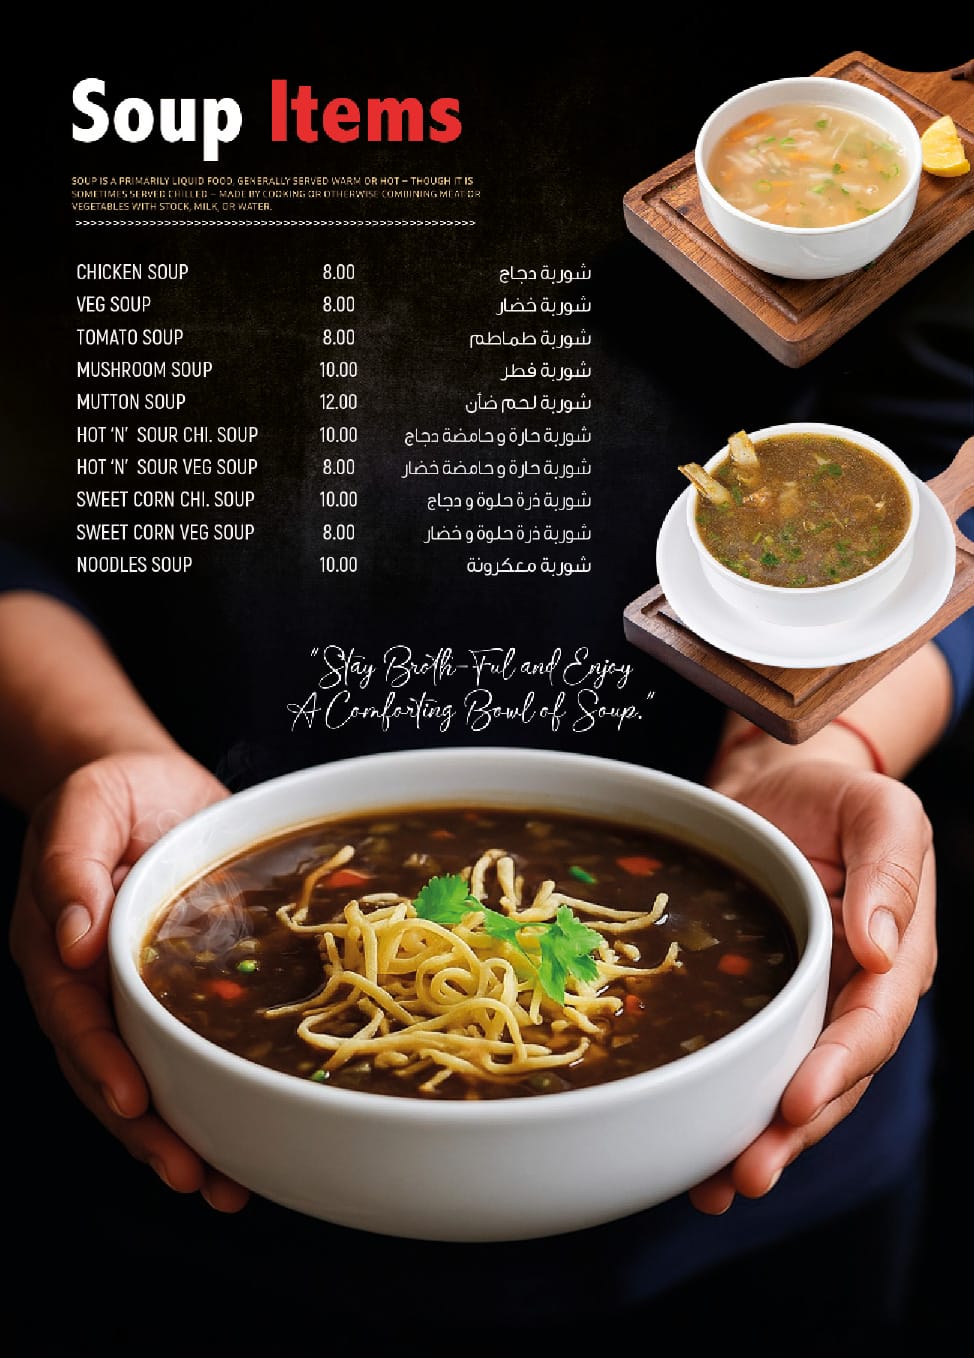 Soup Items
SOUP IS A PRIMARILY LIQUID FOOD, GENERALLY SERVED WARM OR HOT – THOUGH IT IS
SOMETIMES SERVED CHILLED – MADE BY COOKING OR OTHERWISE COMBINING MEAT OR
VEGETABLES WITH STOCK, MILK, OR WATER.
CHICKEN SOUP 8.00 شوربة دجاج
VEG SOUP 8.00 شوربة خضار
TOMATO SOUP 8.00 شوربة طماطم
MUSHROOM SOUP 10.00 شوربة فطر
MUTTON SOUP 12.00 شوربة لحم ضأن
HOT ‘N’ SOUR CHI. SOUP 10.00 شوربة حارة و حامضة دجاج
HOT ‘N’ SOUR VEG SOUP 8.00 شوربة حارة و حامضة خضار
SWEET CORN CHI. SOUP 10.00 شوربة ذرة حلوة و دجاج
SWEET CORN VEG SOUP 8.00 شوربة ذرة حلوة و خضار
NOODLES SOUP 10.00 شوربة معكرونة
“Stay Broth-Ful and Enjoy
A Comforting Bowl of Soup.”